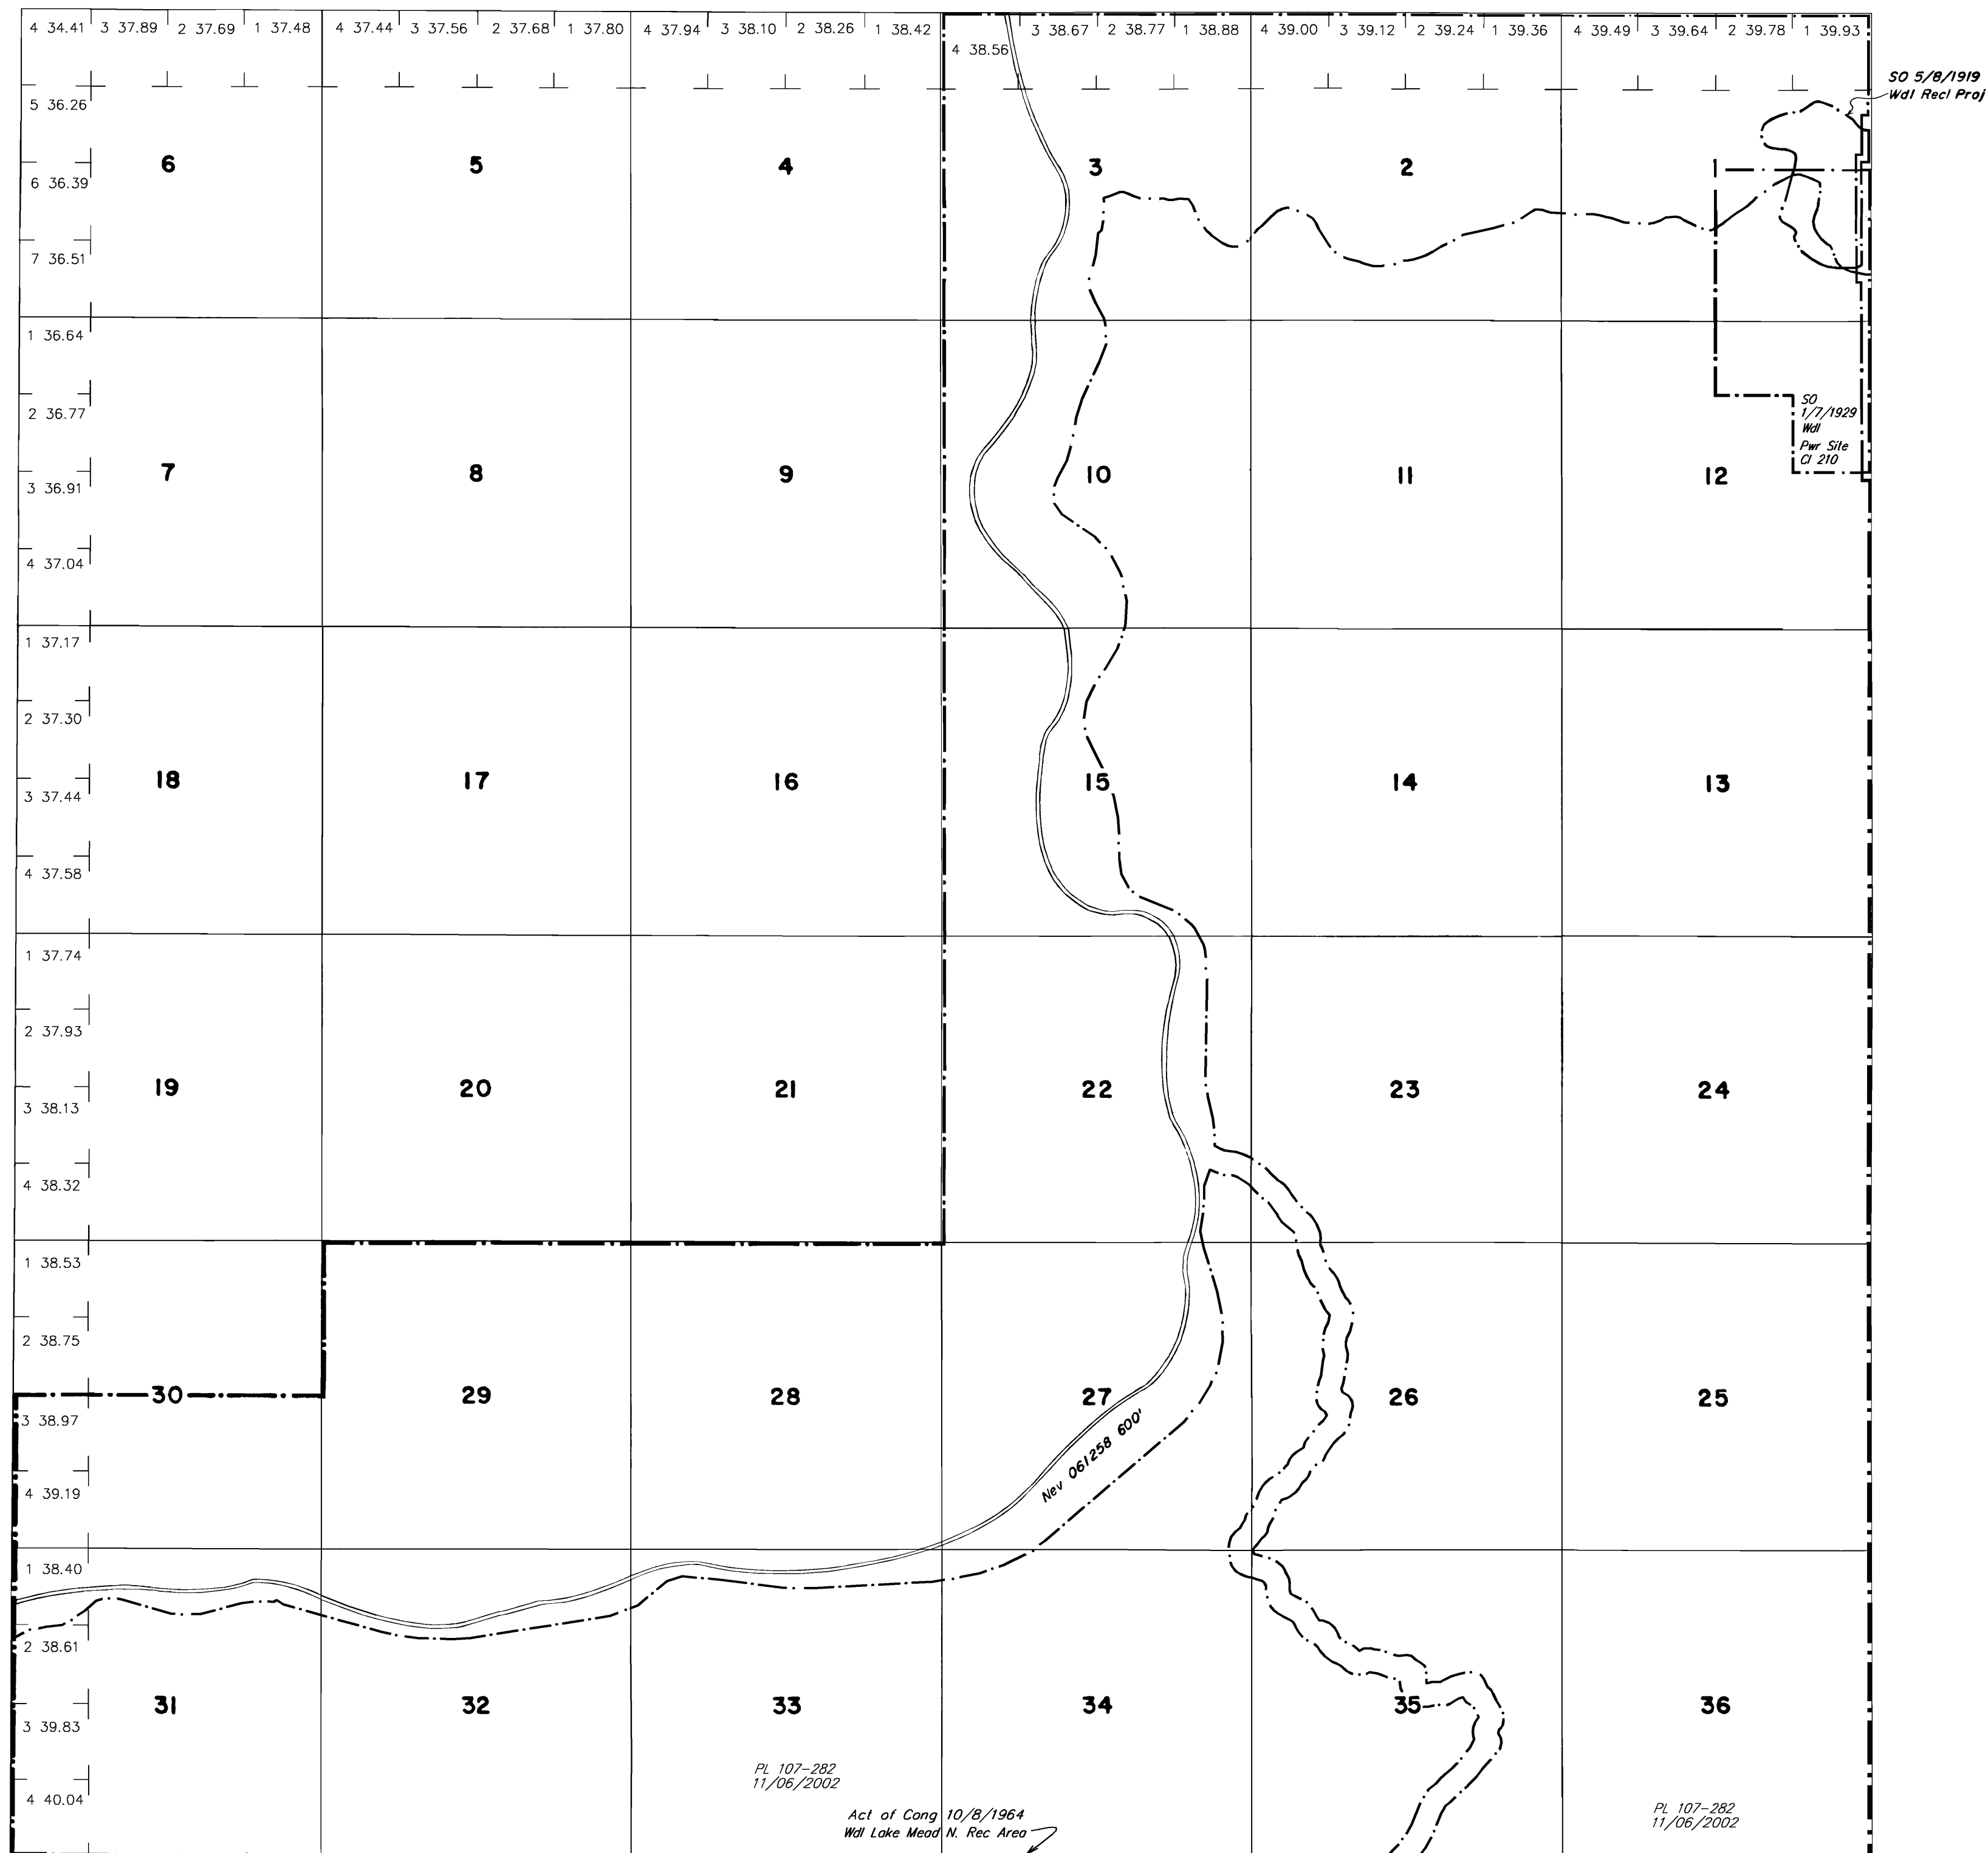 4 34.41 3 37.89 2 37.69 1 37.48 4 37.44 3 37.56 2 37.68 1 37.80 4 37.94 3 38.10 2 38.26 1 38.42 3 38.67 2 38.77 1 38.88 4 39.00 3 39.12 2 39.24 1 39.36 4 39.49 3 39.64 2 39.78 1 39.93
4 38.56
SO 5/8/1919
Wdl Recl Proj
5 36.26
6 5 4 3 2
6 36.39
7 36.51
1 36.64
SO
1/7/1929
Wdl
Pwr Site
Cl 210
2 36.77
7 8 9 10 11 12
3 36.91
4 37.04
1 37.17
2 37.30
18 17 16 15 14 13
3 37.44
4 37.58
1 37.74
2 37.93
19 20 21 22 23 24
3 38.13
4 38.32
1 38.53
2 38.75
30 29 28 27 26 25
3 38.97
Nev 061258 600'
4 39.19
1 38.40
2 38.61
31 32 33 34 35 36
3 39.83
PL 107-282
11/06/2002
4 40.04
Act of Cong 10/8/1964
Wdl Lake Mead N. Rec Area
PL 107-282
11/06/2002